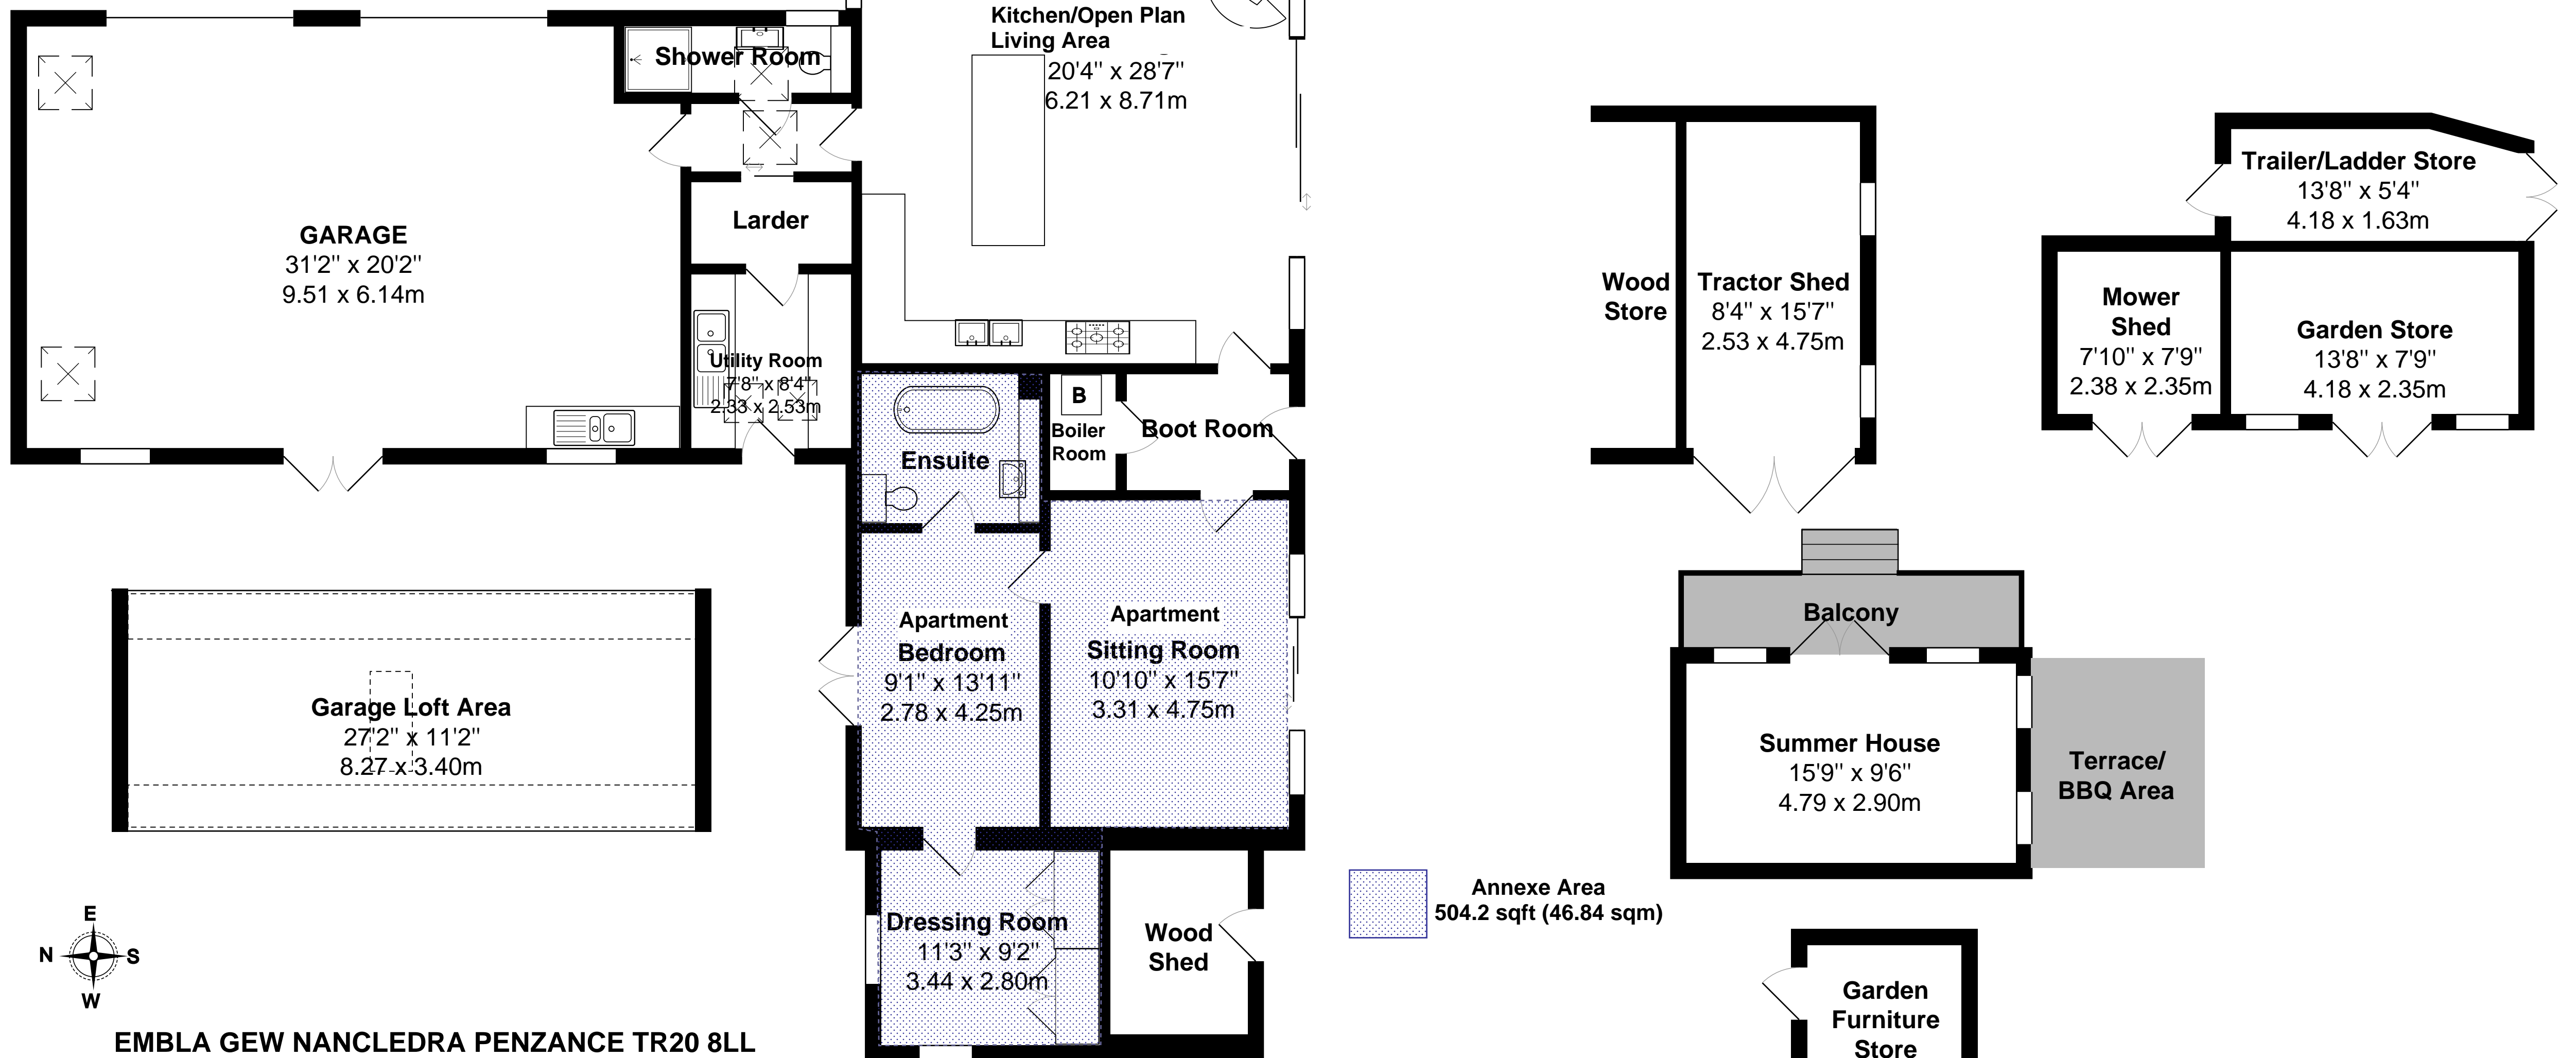 Kitchen/Open Plan
Living Area
20'4" x 28'7"
6.21 x 8.71m
Shower Room
GARAGE
31'2" x 20'2"
9.51 x 6.14m
Larder
Utility Room
7'8" x 8'4"
2.33 x 2.53m
B
Boiler
Room
Boot Room
Ensuite
Wood
Store
Tractor Shed
8'4" x 15'7"
2.53 x 4.75m
Trailer/Ladder Store
13'8" x 5'4"
4.18 x 1.63m
Mower
Shed
7'10" x 7'9"
2.38 x 2.35m
Garden Store
13'8" x 7'9"
4.18 x 2.35m
Garage Loft Area
27'2" x 11'2"
8.27 x 3.40m
Apartment
Bedroom
9'1" x 13'11"
2.78 x 4.25m
Apartment
Sitting Room
10'10" x 15'7"
3.31 x 4.75m
Balcony
Summer House
15'9" x 9'6"
4.79 x 2.90m
Terrace/
BBQ Area
Annexe Area
504.2 sqft (46.84 sqm)
Dressing Room
11'3" x 9'2"
3.44 x 2.80m
Wood
Shed
Garden
Furniture
Store
E
N S
W
EMBLA GEW NANCLEDRA PENZANCE TR20 8LL